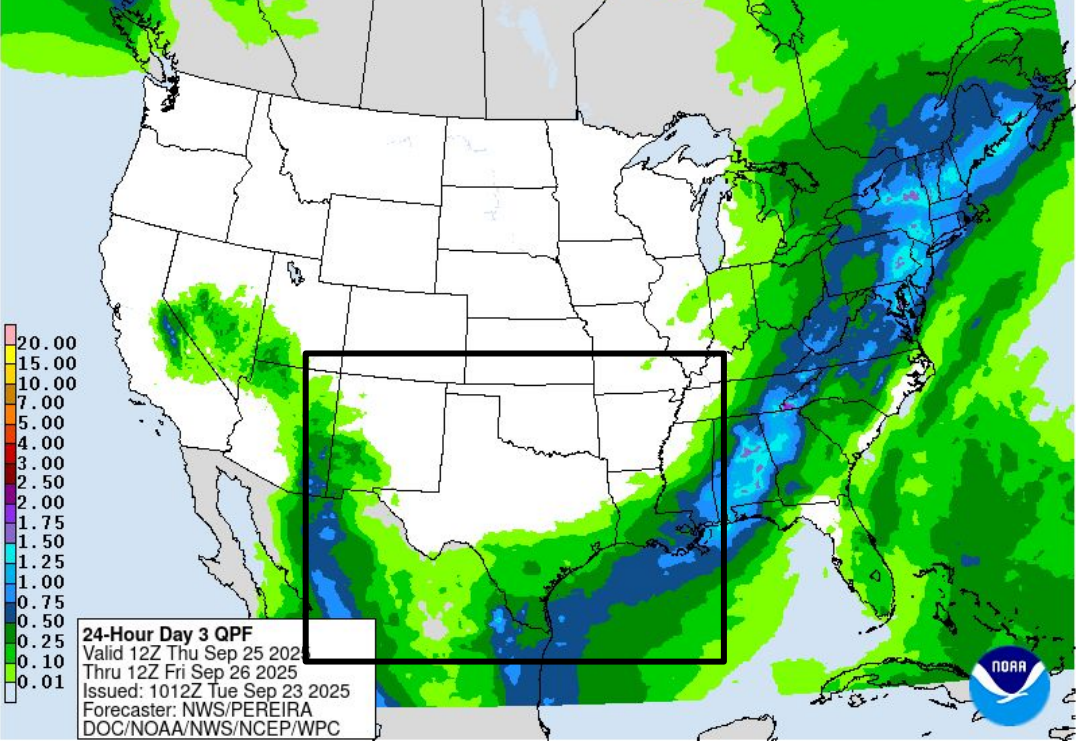 20.00
15.00
10.00
7.00
5.00
4.00
3.00
2.50
2.00
1.75
1.50
1.25
1.00
0.75
0.50
0.25
0.10
0.01
24-Hour Day 3 QPF
Valid 12Z Thu Sep 25 2025
Thru 12Z Fri Sep 26 2025
Issued: 1012Z Tue Sep 23 2025
Forecaster: NWS/PEREIRA
DOC/NOAA/NWS/NCEP/WPC
NOAA